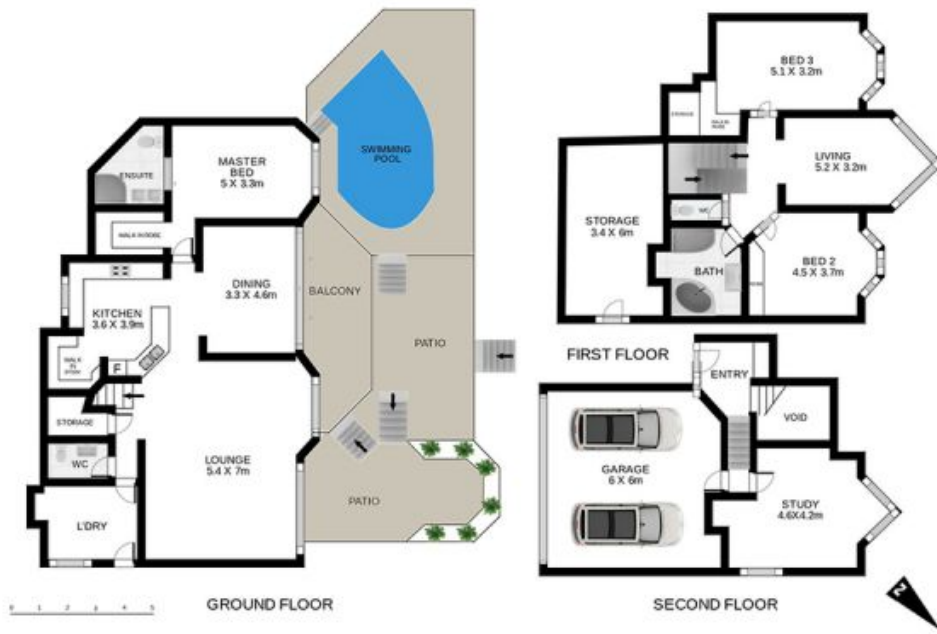 SWIMMING
POOL
MASTER
BED
5 X 3.3m
ENSUITE
WALK IN ROBE
DINING
3.3 X 4.6m
BALCONY
KITCHEN
3.6 X 3.9m
PATIO
WALK
IN
F
STORAGE
WC
LOUNGE
5.4 X 7m
PATIO
L'DRY
GROUND FLOOR
0 1 2 3 4 5
BED 3
5.1 X 3.2m
STORAGE
WALK IN
ROBE
LIVING
5.2 X 3.2m
STORAGE
3.4 X 6m
WC
BATH
BED 2
4.5 X 3.7m
ROBE
FIRST FLOOR
ENTRY
VOID
GARAGE
6 X 6m
STUDY
4.6X4.2m
SECOND FLOOR
N